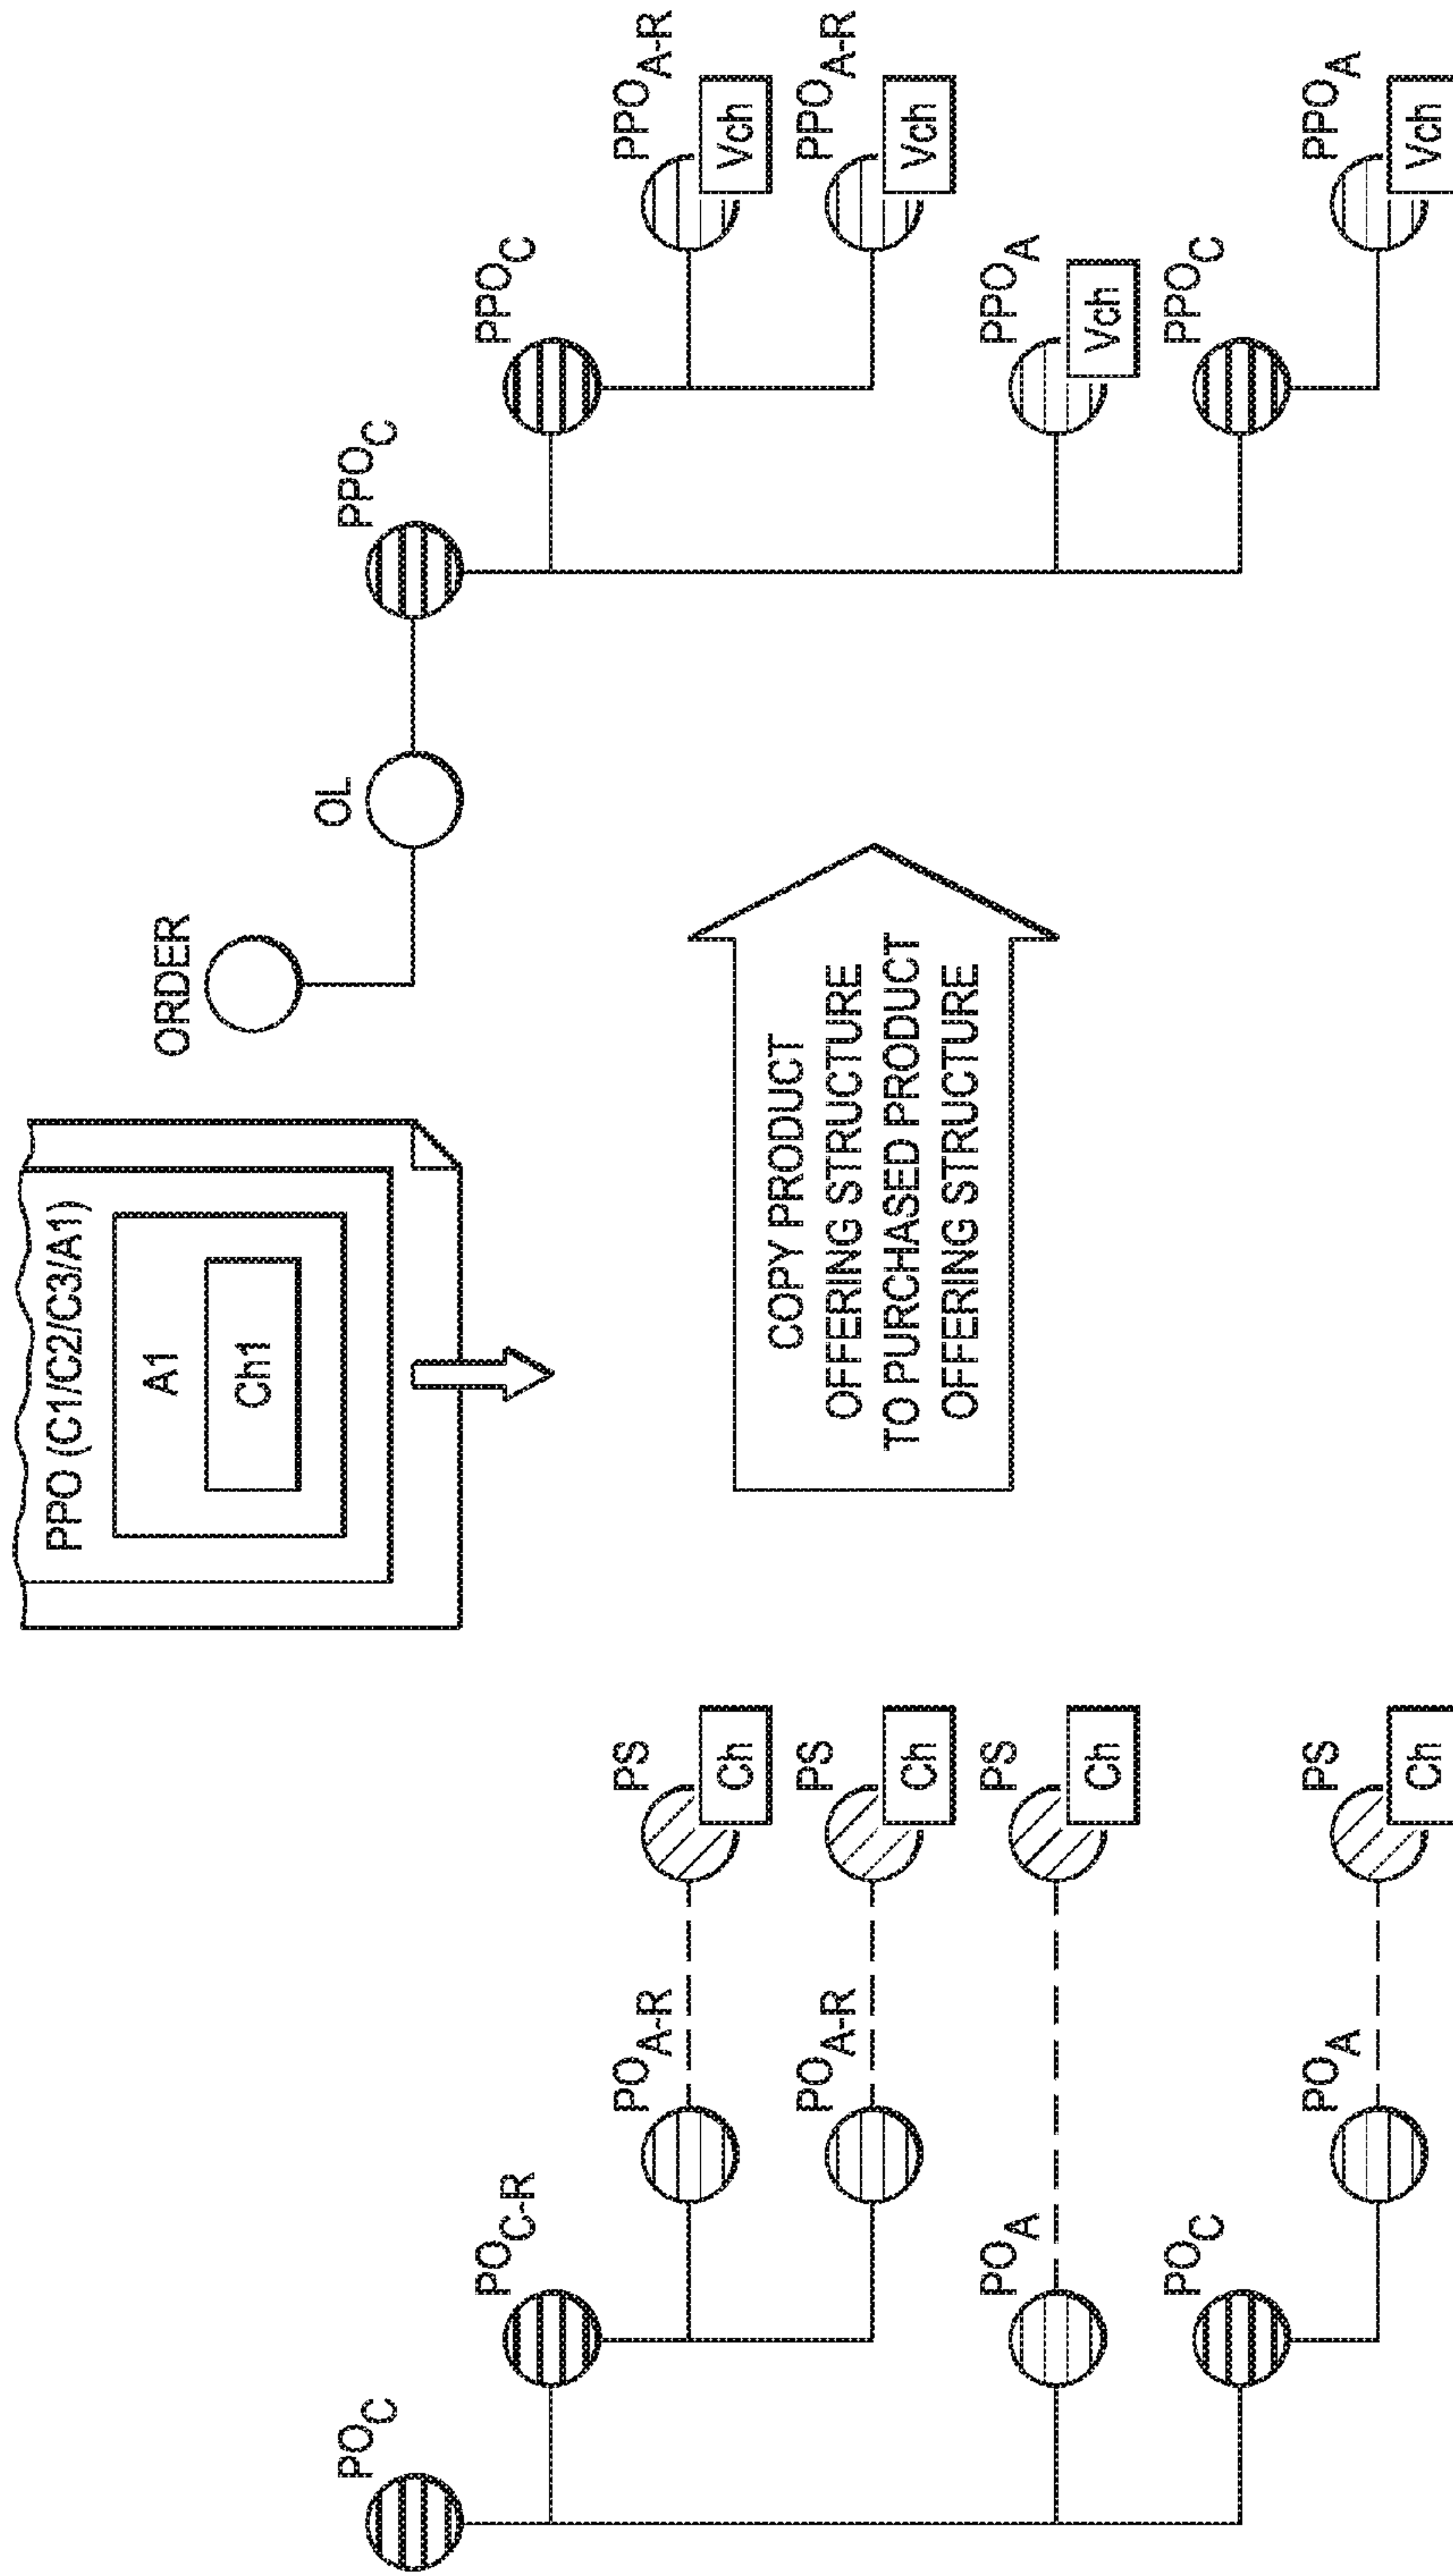 PPO (C1/C2/C3/A1)
A1
Ch1
ORDER
OL
PPO_C
PPO_C
PPO_A-R
Vch
PPO_A-R
Vch
PPO_A
Vch
PPO_C
PPO_A
Vch
COPY PRODUCT
OFFERING STRUCTURE
TO PURCHASED PRODUCT
OFFERING STRUCTURE
PO_C
PO_C-R
PO_A-R
PS
Ch
PO_A-R
PS
Ch
PO_A
PS
Ch
PO_C
PO_A
PS
Ch